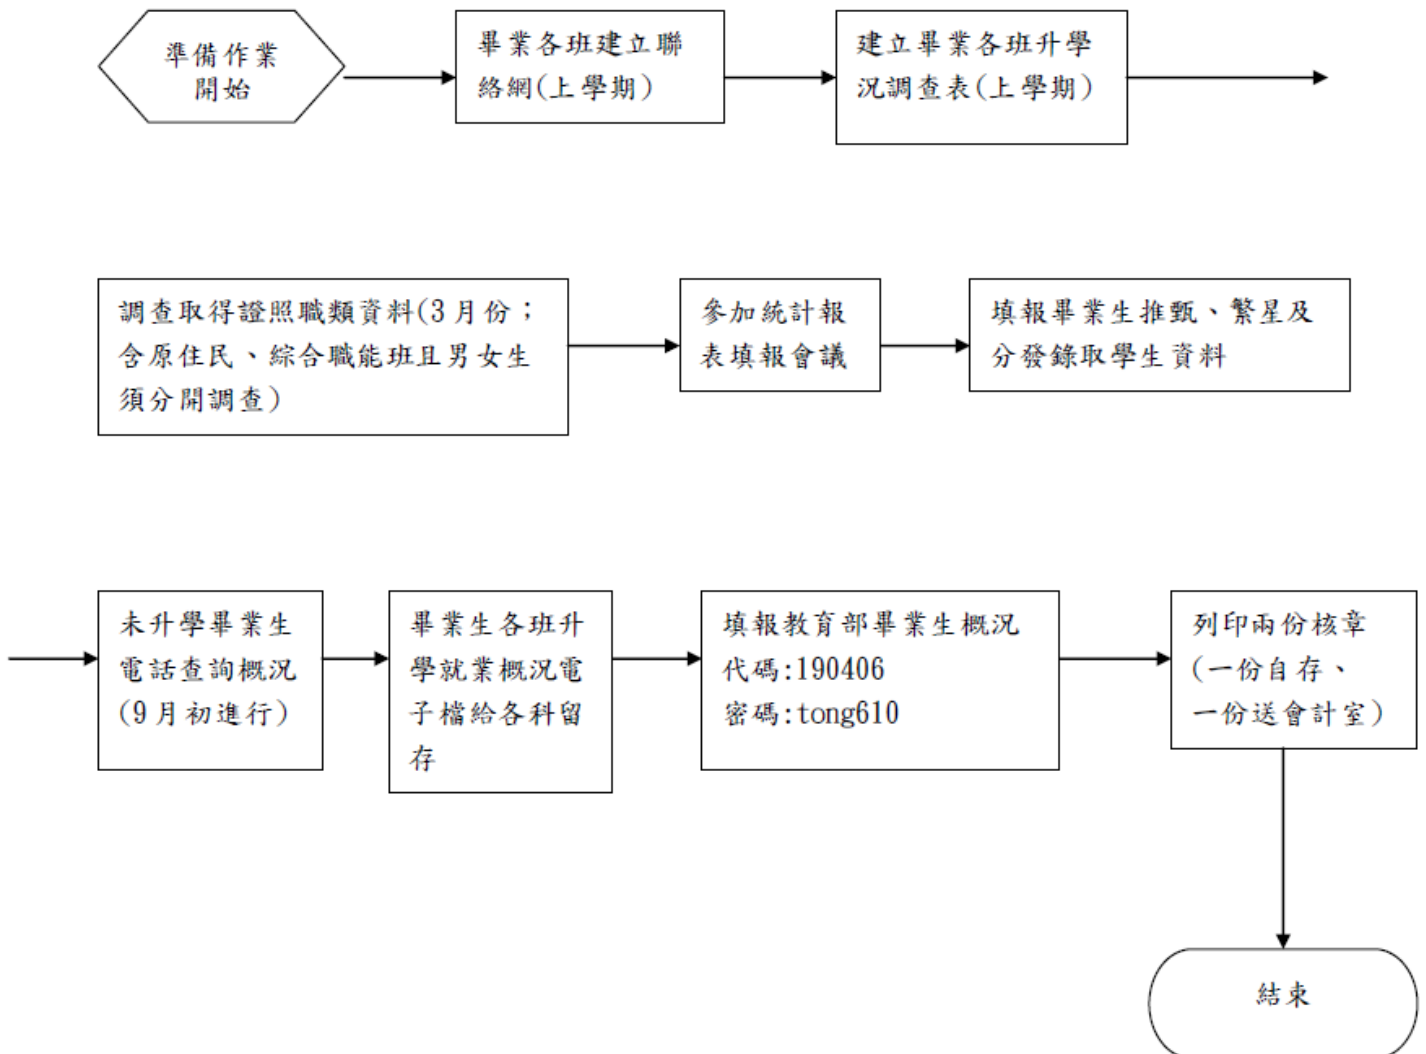 準備作業
開始
畢業各班建立聯
絡網(上學期)
建立畢業各班升學
況調查表(上學期)
調查取得證照職類資料(3月份；
含原住民、綜合職能班且男女生
須分開調查)
參加統計報
表填報會議
填報畢業生推甄、繁星及
分發錄取學生資料
未升學畢業生
電話查詢概況
(9月初進行)
畢業生各班升
學就業概況電
子檔給各科留
存
填報教育部畢業生概況
代碼:190406
密碼:tong610
列印兩份核章
(一份自存、
一份送會計室)
結束